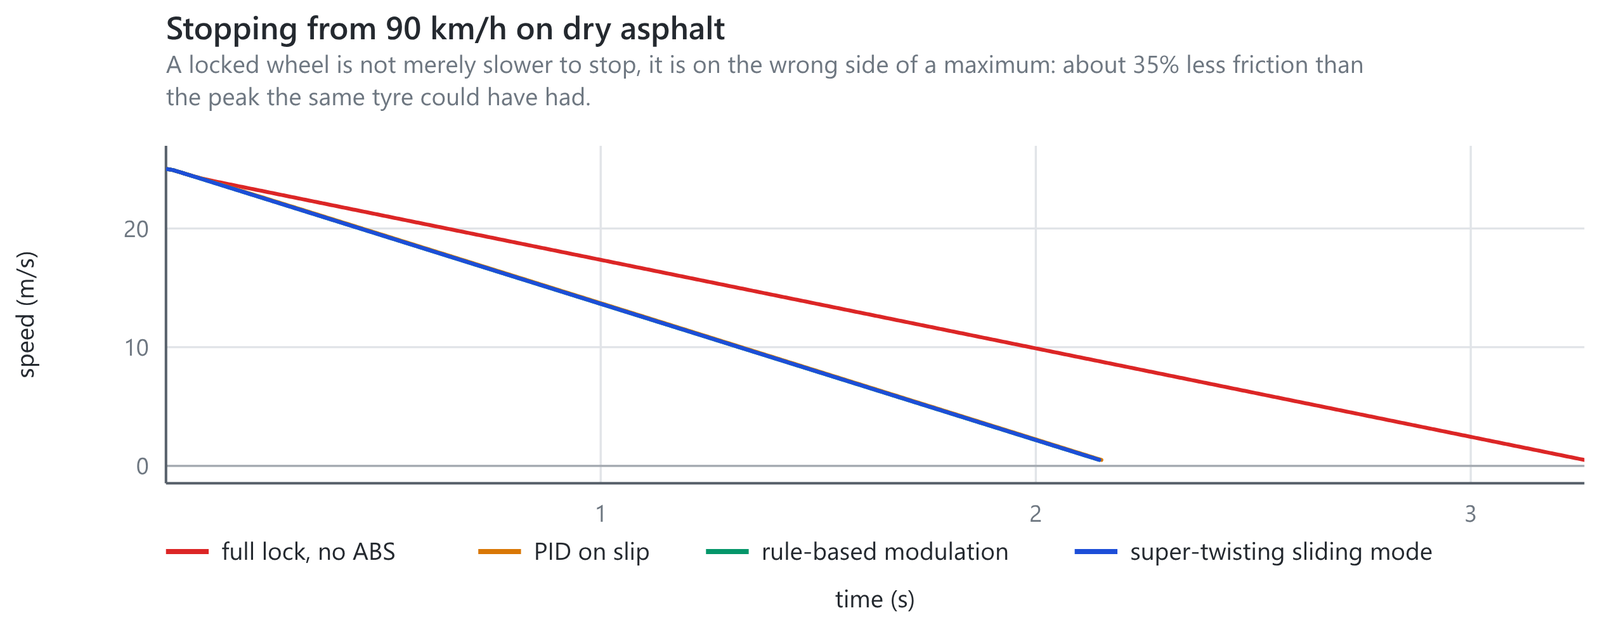 Stopping from 90 km/h on dry asphalt
A locked wheel is not merely slower to stop, it is on the wrong side of a maximum: about 35% less friction than
the peak the same tyre could have had.
speed (m/s)
20
10
0
1 2 3
full lock, no ABS PID on slip rule-based modulation super-twisting sliding mode
time (s)